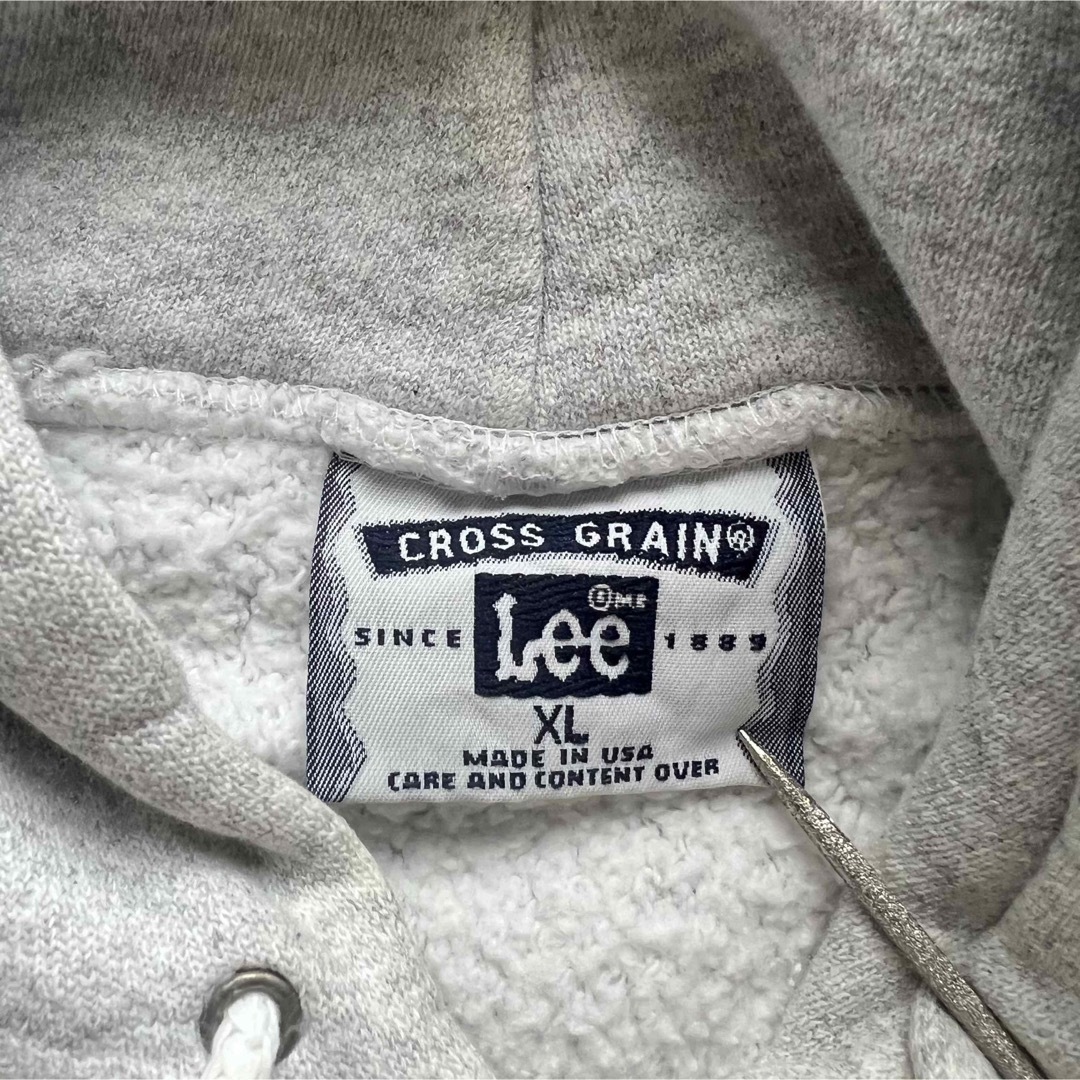 CROSS GRAIN®
Lee
SINCE 1889
XL
MADE IN USA
CARE AND CONTENT OVER